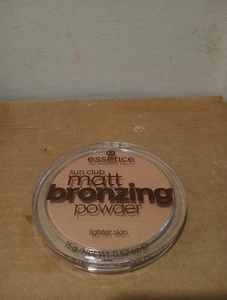 essence
sun club
matt
bronzing
powder
lighter skin